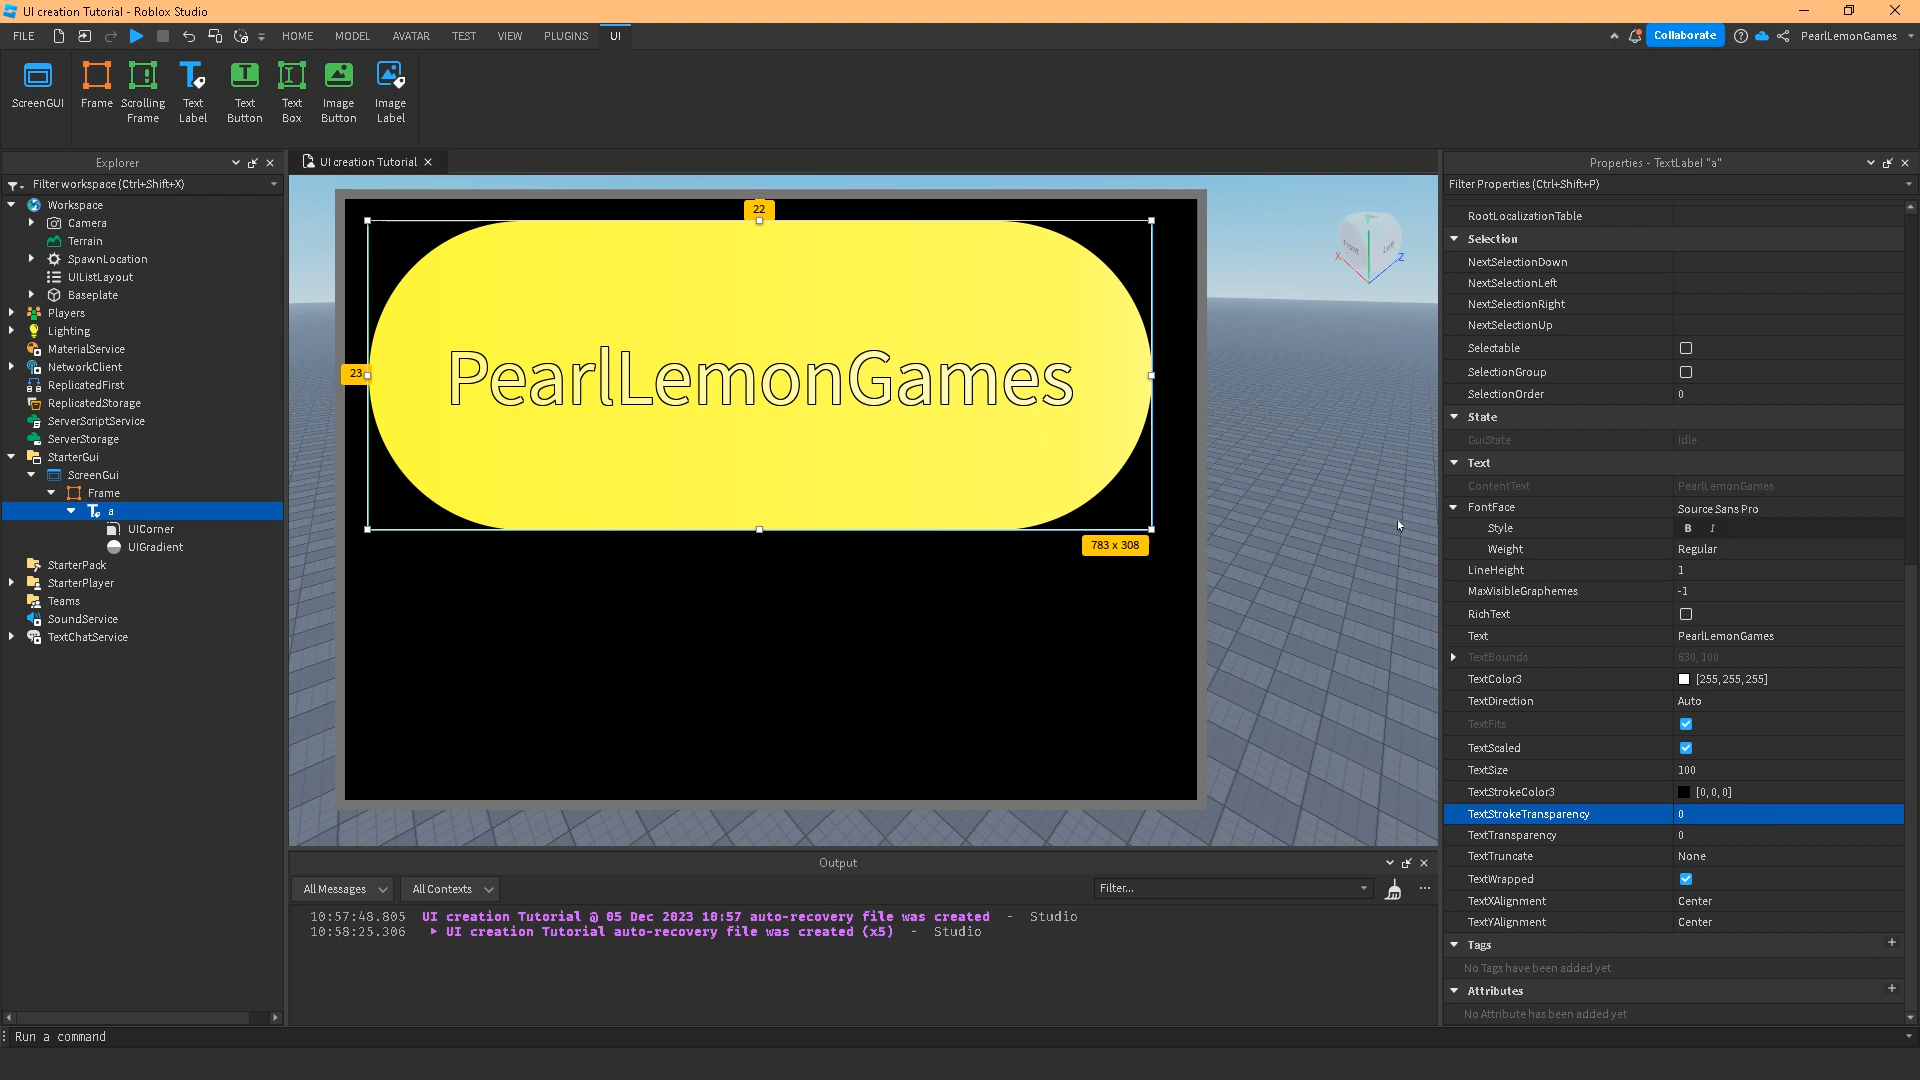 UI creation Tutorial - Roblox Studio
FILE HOME MODEL AVATAR TEST VIEW PLUGINS UI Collaborate PearlLemonGames
ScreenGUI
Frame
Scrolling
Frame
Text
Label
Text
Button
Text
Box
Image
Button
Image
Label
Explorer
Filter workspace (Ctrl+Shift+X)
Workspace
Camera
Terrain
SpawnLocation
UIListLayout
Baseplate
Players
Lighting
MaterialService
NetworkClient
ReplicatedFirst
ReplicatedStorage
ServerScriptService
ServerStorage
StarterGui
ScreenGui
Frame
a
UICorner
UIGradient
StarterPack
StarterPlayer
Teams
SoundService
TextChatService
UI creation Tutorial
22
23
PearlLemonGames
783 x 308
Front
Left
X
Y
Z
Output
All Messages
All Contexts
Filter...
10:57:48.805 UI creation Tutorial @ 05 Dec 2023 10:57 auto-recovery file was created - Studio
10:58:25.306 UI creation Tutorial auto-recovery file was created (x5) - Studio
Properties - TextLabel "a"
Filter Properties (Ctrl+Shift+P)
RootLocalizationTable
Selection
NextSelectionDown
NextSelectionLeft
NextSelectionRight
NextSelectionUp
Selectable
SelectionGroup
SelectionOrder 0
State
GuiState Idle
Text
ContentText PearlLemonGames
FontFace Source Sans Pro
Style B I
Weight Regular
LineHeight 1
MaxVisibleGraphemes -1
RichText
Text PearlLemonGames
TextBounds 630, 100
TextColor3 [255, 255, 255]
TextDirection Auto
TextFits
TextScaled
TextSize 100
TextStrokeColor3 [0, 0, 0]
TextStrokeTransparency 0
TextTransparency 0
TextTruncate None
TextWrapped
TextXAlignment Center
TextYAlignment Center
Tags
No Tags have been added yet
Attributes
No Attribute has been added yet
Run a command